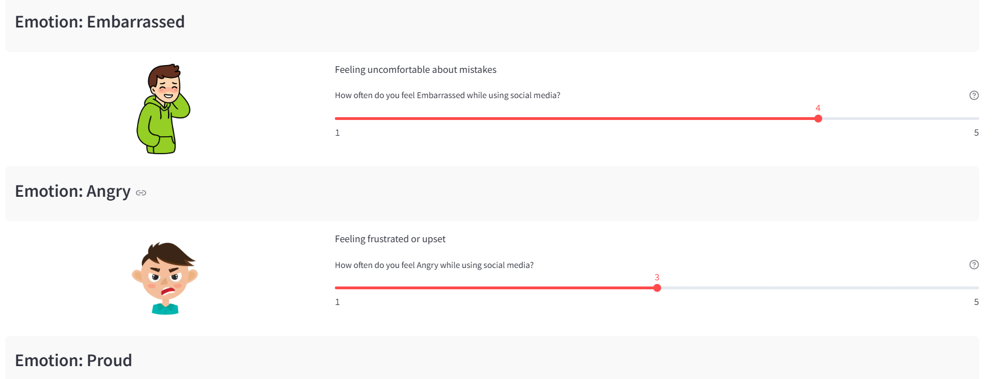 Emotion: Embarrassed
Feeling uncomfortable about mistakes
How often do you feel Embarrassed while using social media?
4
1
5
Emotion: Angry
Feeling frustrated or upset
How often do you feel Angry while using social media?
3
1
5
Emotion: Proud